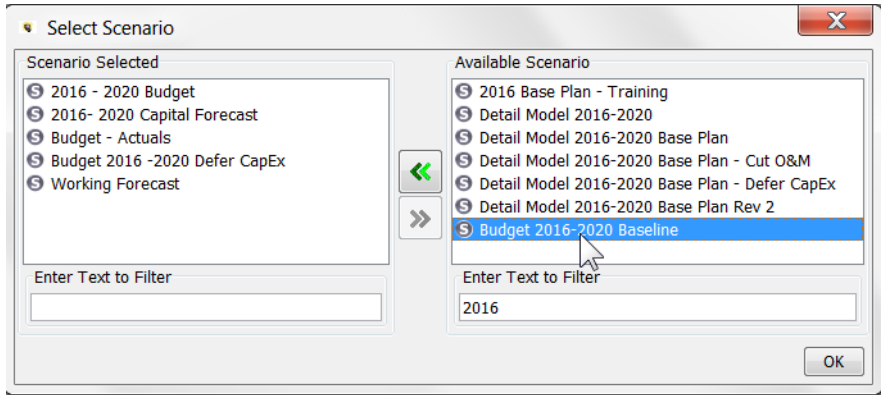 Select Scenario
Scenario Selected
2016 - 2020 Budget
2016- 2020 Capital Forecast
Budget - Actuals
Budget 2016 -2020 Defer CapEx
Working Forecast
Enter Text to Filter
Available Scenario
2016 Base Plan - Training
Detail Model 2016-2020
Detail Model 2016-2020 Base Plan
Detail Model 2016-2020 Base Plan - Cut O&M
Detail Model 2016-2020 Base Plan - Defer CapEx
Detail Model 2016-2020 Base Plan Rev 2
Budget 2016-2020 Baseline
Enter Text to Filter
2016
OK